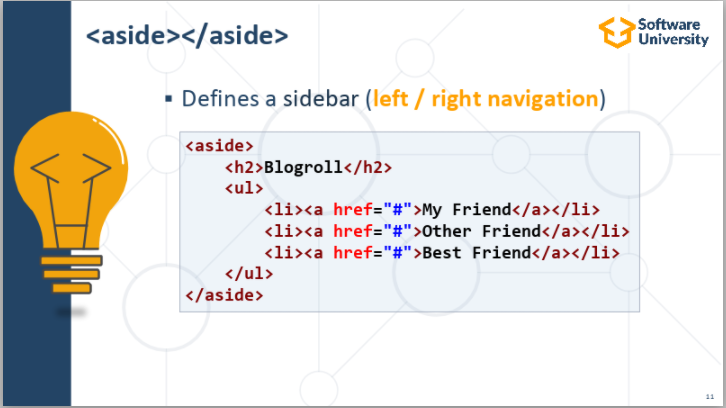 <aside></aside>
Software
University
▪ Defines a sidebar (left / right navigation)
<aside>
    <h2>Blogroll</h2>
    <ul>
        <li><a href="#">My Friend</a></li>
        <li><a href="#">Other Friend</a></li>
        <li><a href="#">Best Friend</a></li>
    </ul>
</aside>
11